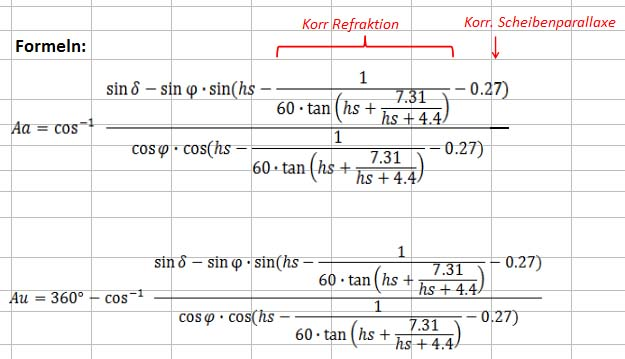 Korr Refraktion
Korr. Scheibenparallaxe
Formeln:
Aa = cos⁻¹ (sin δ − sin φ · sin(hs − 1 / (60 · tan (hs + 7.31 / (hs + 4.4))) − 0.27)) / (cos φ · cos(hs − 1 / (60 · tan (hs + 7.31 / (hs + 4.4))) − 0.27))
Au = 360° − cos⁻¹ (sin δ − sin φ · sin(hs − 1 / (60 · tan (hs + 7.31 / (hs + 4.4))) − 0.27)) / (cos φ · cos(hs − 1 / (60 · tan (hs + 7.31 / (hs + 4.4))) − 0.27))